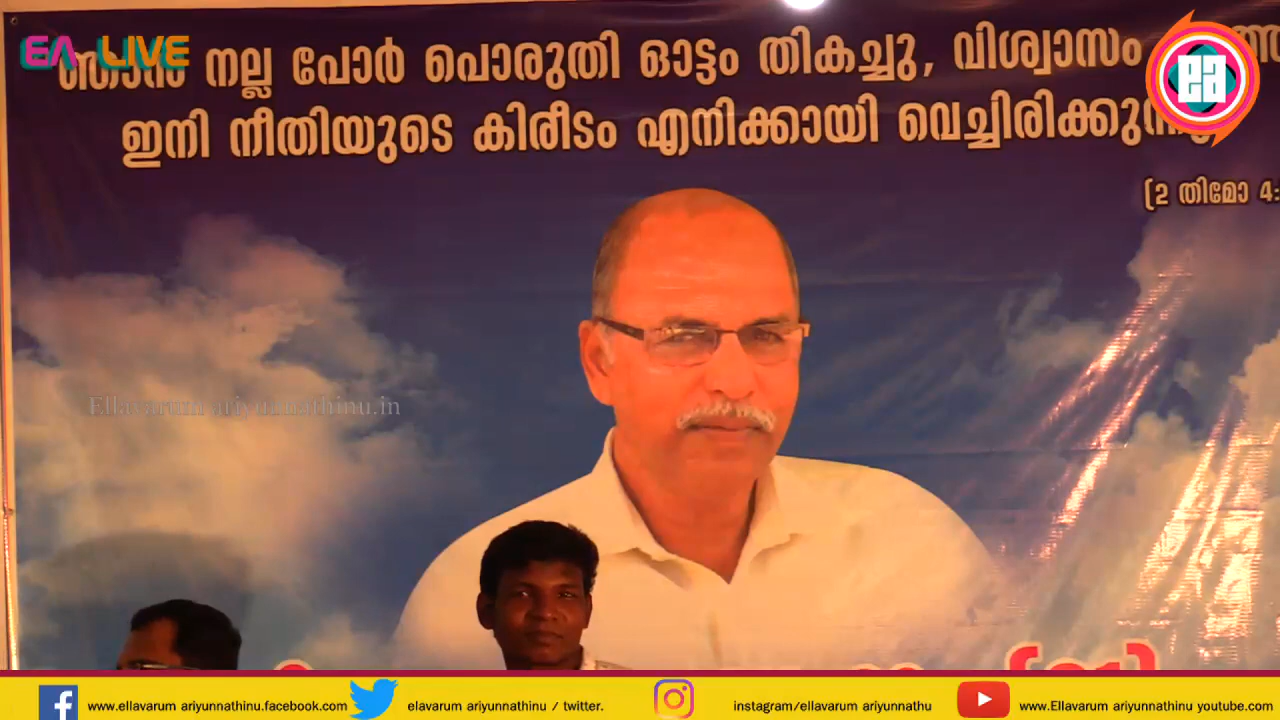 EA LIVE
ഞാൻ നല്ല പോർ പൊരുതി ഓട്ടം തികച്ചു, വിശ്വാസം
ea
ഇനി നീതിയുടെ കിരീടം എനിക്കായി വെച്ചിരിക്കുന്നു
(2 തിമോ 4:
Ellavarum ariyunnathinu.in
www.ellavarum ariyunnathinu.facebook.com
elavarum ariyunnathinu / twitter.
instagram/ellavarum ariyunnathu
www.Ellavarum ariyunnathinu youtube.com